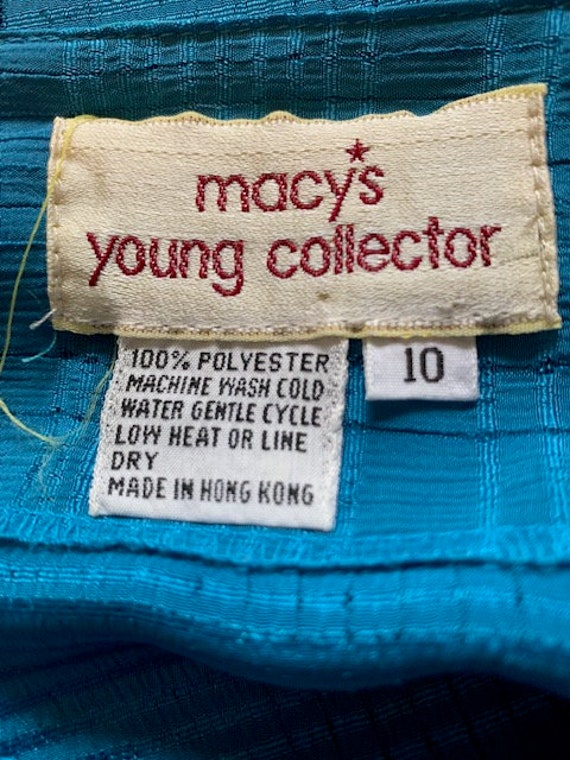 macy's
young collector
100% POLYESTER
MACHINE WASH COLD
WATER GENTLE CYCLE
LOW HEAT OR LINE
DRY
MADE IN HONG KONG
10